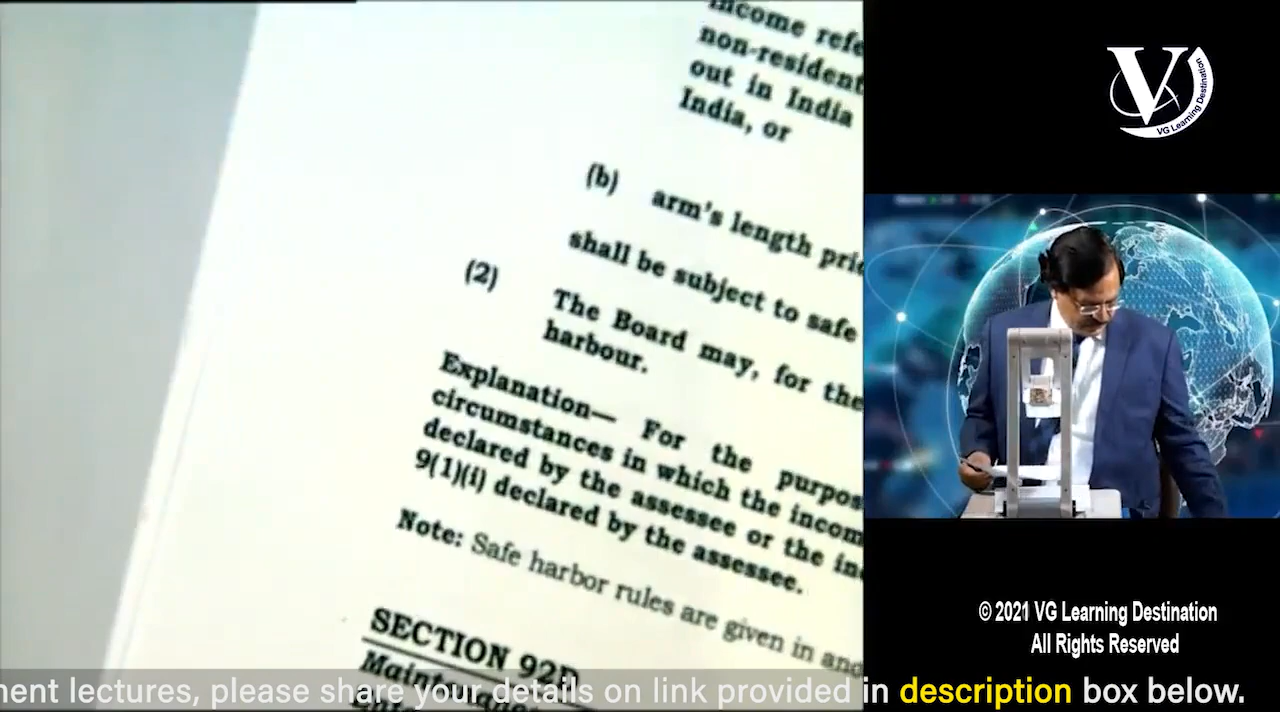 income refe
non-resident
out in India
India, or
(b) arm's length pric
shall be subject to safe
(2) The Board may, for the
harbour.
Explanation— For the purpos
circumstances in which the incom
declared by the assessee or the in
9(1)(i) declared by the assessee.
Note: Safe harbor rules are given in ano
SECTION 92D
V
VG Learning Destination
© 2021 VG Learning Destination
All Rights Reserved
nent lectures, please share your details on link provided in description box below.